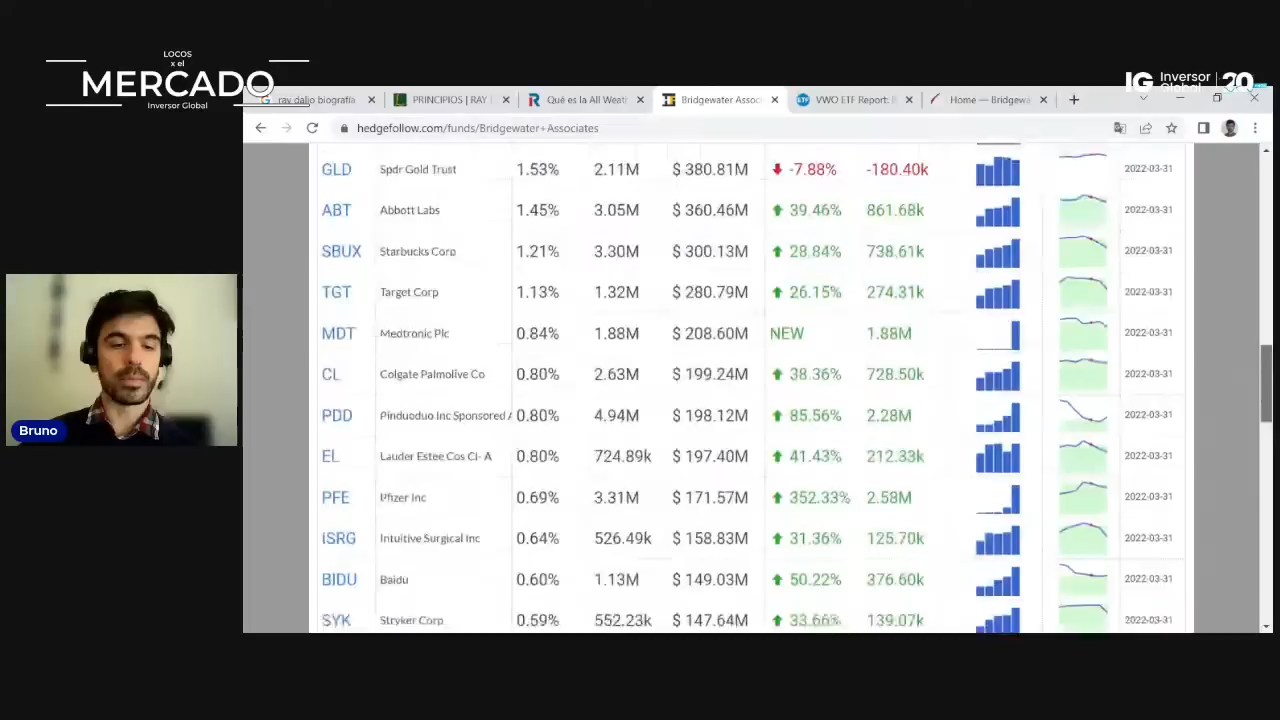 LOCOS
x el
MERCADO
Inversor Global
IG Inversor Global | 20
ray dalio biografía
PRINCIPIOS | RAY
Qué es la All Weat
Bridgewater Assoc
VWO ETF Report:
Home — Bridgewa
hedgefollow.com/funds/Bridgewater+Associates
GLD Spdr Gold Trust 1.53% 2.11M $ 380.81M -7.88% -180.40k 2022-03-31
ABT Abbott Labs 1.45% 3.05M $ 360.46M 39.46% 861.68k 2022-03-31
SBUX Starbucks Corp 1.21% 3.30M $ 300.13M 28.84% 738.61k 2022-03-31
TGT Target Corp 1.13% 1.32M $ 280.79M 26.15% 274.31k 2022-03-31
MDT Medtronic Plc 0.84% 1.88M $ 208.60M NEW 1.88M 2022-03-31
CL Colgate Palmolive Co 0.80% 2.63M $ 199.24M 38.36% 728.50k 2022-03-31
PDD Pinduoduo Inc Sponsored A 0.80% 4.94M $ 198.12M 85.56% 2.28M 2022-03-31
EL Lauder Estee Cos Cl- A 0.80% 724.89k $ 197.40M 41.43% 212.33k 2022-03-31
PFE Pfizer Inc 0.69% 3.31M $ 171.57M 352.33% 2.58M 2022-03-31
ISRG Intuitive Surgical Inc 0.64% 526.49k $ 158.83M 31.36% 125.70k 2022-03-31
BIDU Baidu 0.60% 1.13M $ 149.03M 50.22% 376.60k 2022-03-31
SYK Stryker Corp 0.59% 552.23k $ 147.64M 33.66% 139.07k 2022-03-31
Bruno